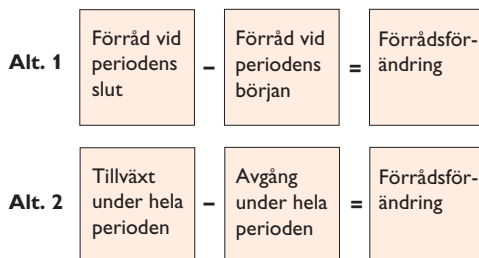 Alt. 1
Förråd vid
periodens
slut
–
Förråd vid
periodens
början
=
Förrådsför-
ändring
Alt. 2
Tillväxt
under hela
perioden
–
Avgång
under hela
perioden
=
Förrådsför-
ändring